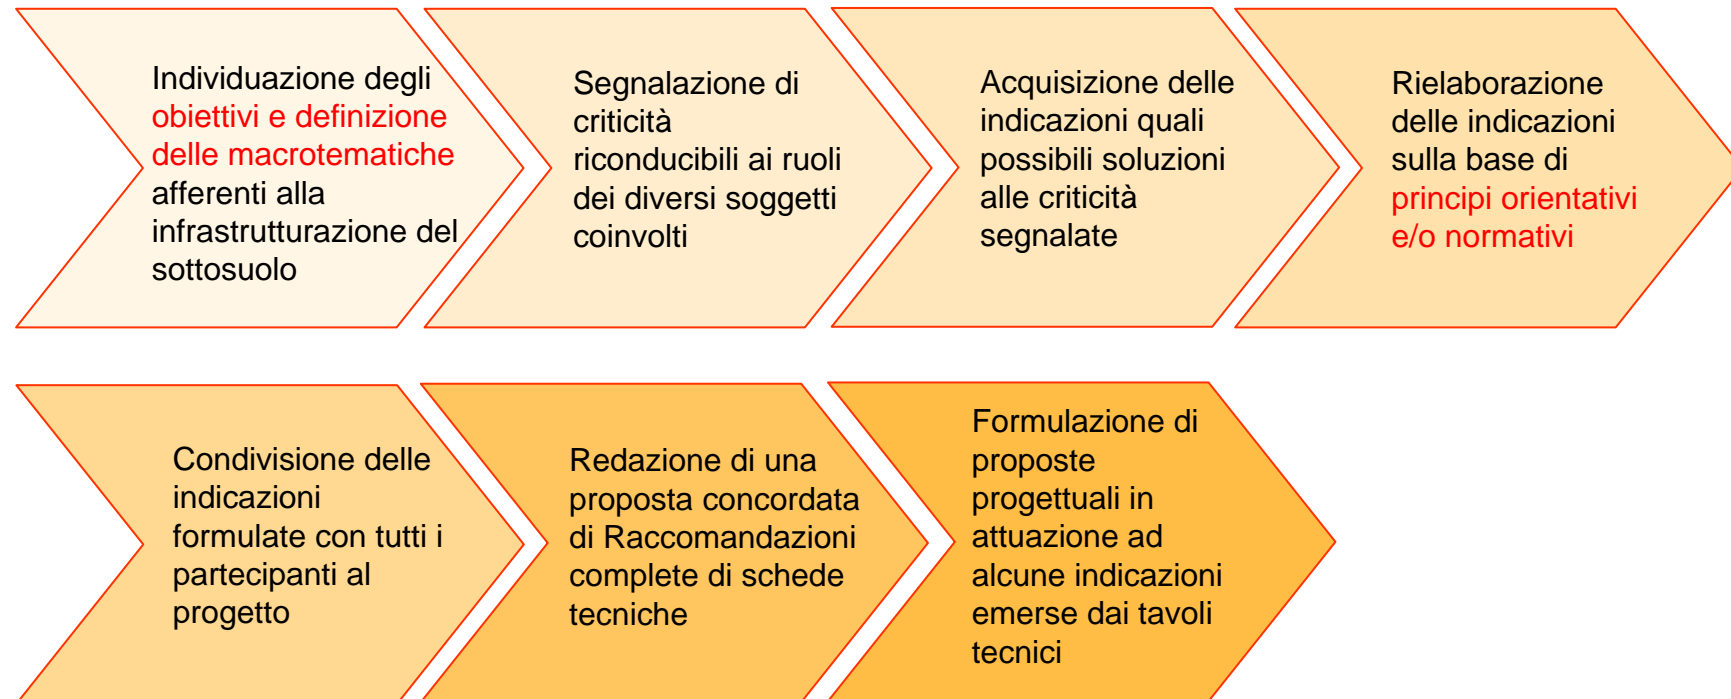 Individuazione degli
obiettivi e definizione
delle macrotematiche
afferenti alla
infrastrutturazione del
sottosuolo
Segnalazione di
criticità
riconducibili ai ruoli
dei diversi soggetti
coinvolti
Acquisizione delle
indicazioni quali
possibili soluzioni
alle criticità
segnalate
Rielaborazione
delle indicazioni
sulla base di
principi orientativi
e/o normativi
Condivisione delle
indicazioni
formulate con tutti i
partecipanti al
progetto
Redazione di una
proposta concordata
di Raccomandazioni
complete di schede
tecniche
Formulazione di
proposte
progettuali in
attuazione ad
alcune indicazioni
emerse dai tavoli
tecnici